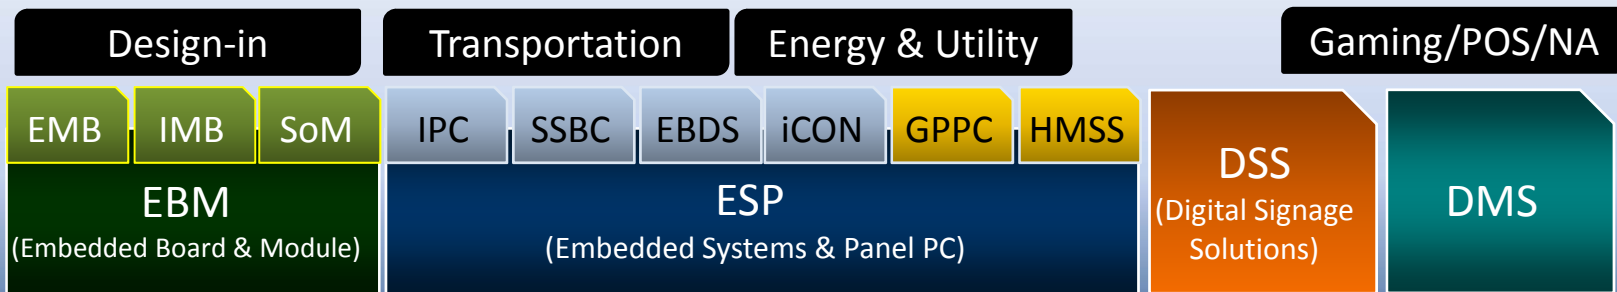 Design-in
Transportation
Energy & Utility
Gaming/POS/NA
EMB
IMB
SoM
IPC
SSBC
EBDS
iCON
GPPC
HMSS
EBM
(Embedded Board & Module)
ESP
(Embedded Systems & Panel PC)
DSS
(Digital Signage
Solutions)
DMS